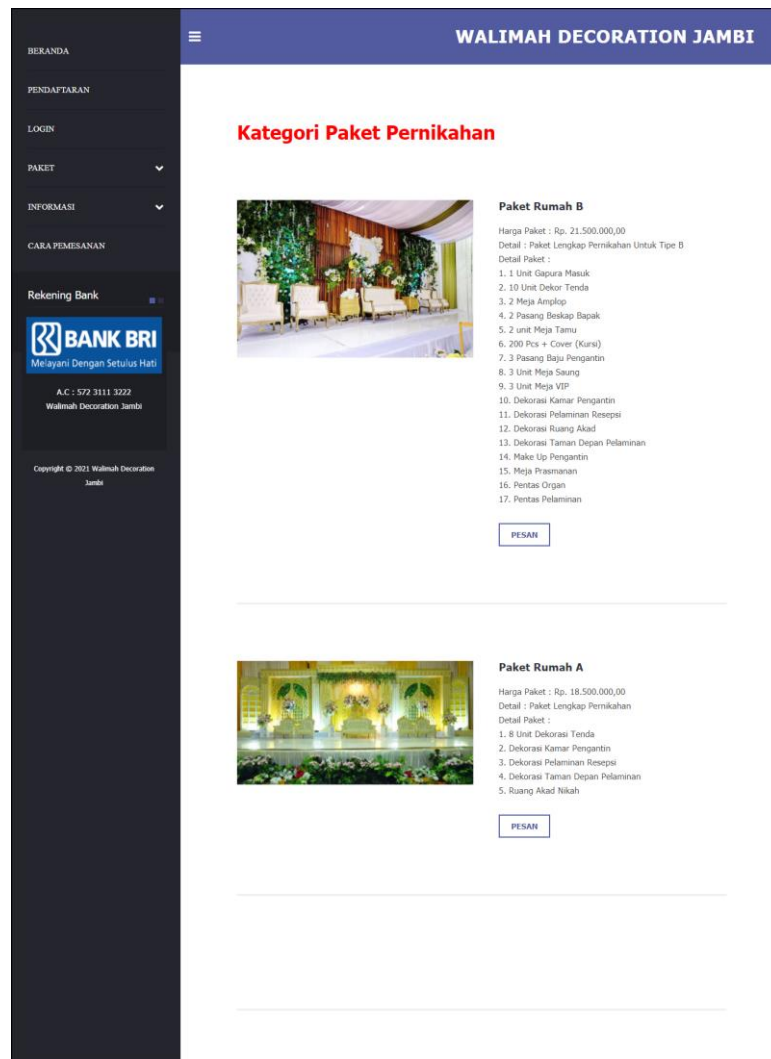 WALIMAH DECORATION JAMBI
BERANDA
PENDAFTARAN
LOGIN
PAKET
INFORMASI
CARA PEMESANAN
Rekening Bank
BANK BRI
Melayani Dengan Setulus Hati
A.C : 572 3111 3222
Walimah Decoration Jambi
Copyright © 2021 Walimah Decoration
Jambi
Kategori Paket Pernikahan
Paket Rumah B
Harga Paket : Rp. 21.500.000,00
Detail : Paket Lengkap Pernikahan Untuk Tipe B
Detail Paket :
1. 1 Unit Gapura Masuk
2. 10 Unit Dekor Tenda
3. 2 Meja Amplop
4. 2 Pasang Beskap Bapak
5. 2 unit Meja Tamu
6. 200 Pcs + Cover (Kursi)
7. 3 Pasang Baju Pengantin
8. 3 Unit Meja Saung
9. 3 Unit Meja VIP
10. Dekorasi Kamar Pengantin
11. Dekorasi Pelaminan Resepsi
12. Dekorasi Ruang Akad
13. Dekorasi Taman Depan Pelaminan
14. Make Up Pengantin
15. Meja Prasmanan
16. Pentas Organ
17. Pentas Pelaminan
PESAN
Paket Rumah A
Harga Paket : Rp. 18.500.000,00
Detail : Paket Lengkap Pernikahan
Detail Paket :
1. 8 Unit Dekorasi Tenda
2. Dekorasi Kamar Pengantin
3. Dekorasi Pelaminan Resepsi
4. Dekorasi Taman Depan Pelaminan
5. Ruang Akad Nikah
PESAN